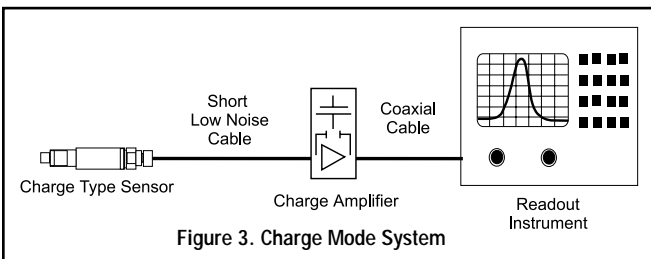 Short
Low Noise
Cable
Coaxial
Cable
Charge Type Sensor
Charge Amplifier
Readout
Instrument
Figure 3. Charge Mode System